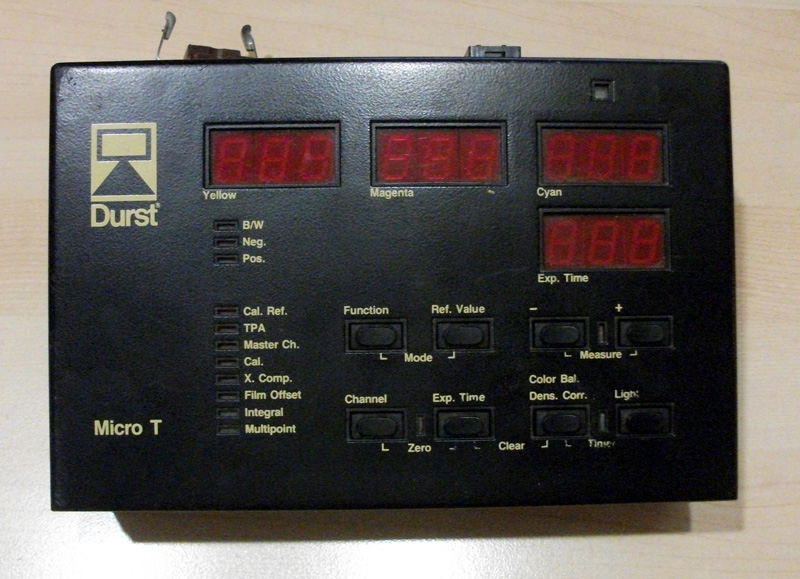 Durst®
Yellow
Magenta
Cyan
Exp. Time
B/W
Neg.
Pos.
Cal. Ref.
TPA
Master Ch.
Cal.
X. Comp.
Film Offset
Integral
Multipoint
Micro T
Function
Ref. Value
Mode
- +
Measure
Channel
Exp. Time
Zero
Clear
Color Bal.
Dens. Corr.
Light
Timer